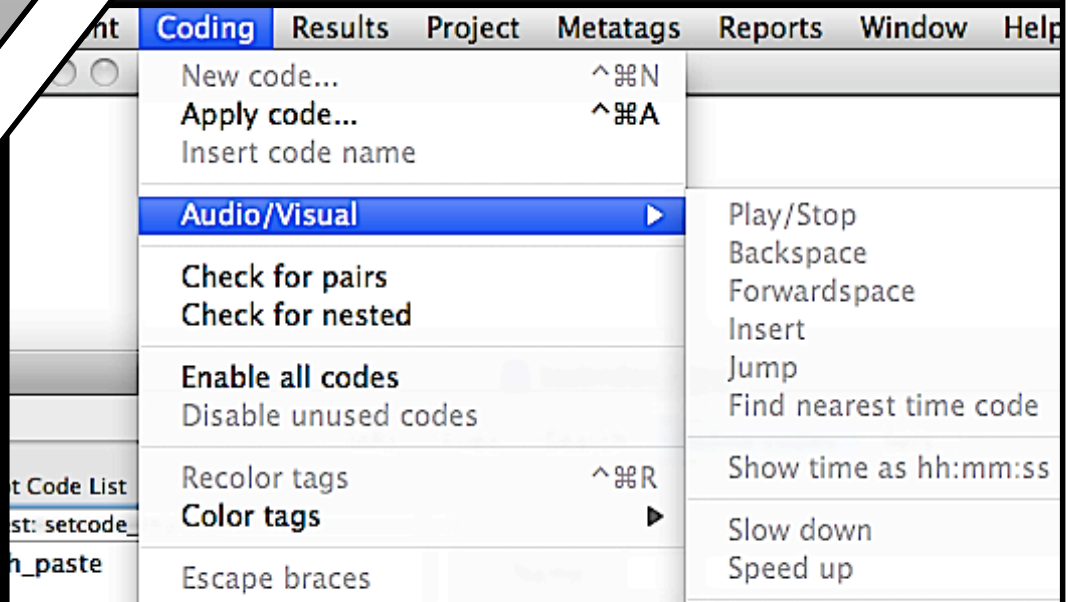 nt Coding Results Project Metatags Reports Window Help
New code... ^⌘N
Apply code... ^⌘A
Insert code name
Audio/Visual ▶
Check for pairs
Check for nested
Enable all codes
Disable unused codes
Recolor tags ^⌘R
Color tags ▶
Escape braces
Play/Stop
Backspace
Forwardspace
Insert
Jump
Find nearest time code
Show time as hh:mm:ss
Slow down
Speed up
t Code List
est: setcode_
h_paste